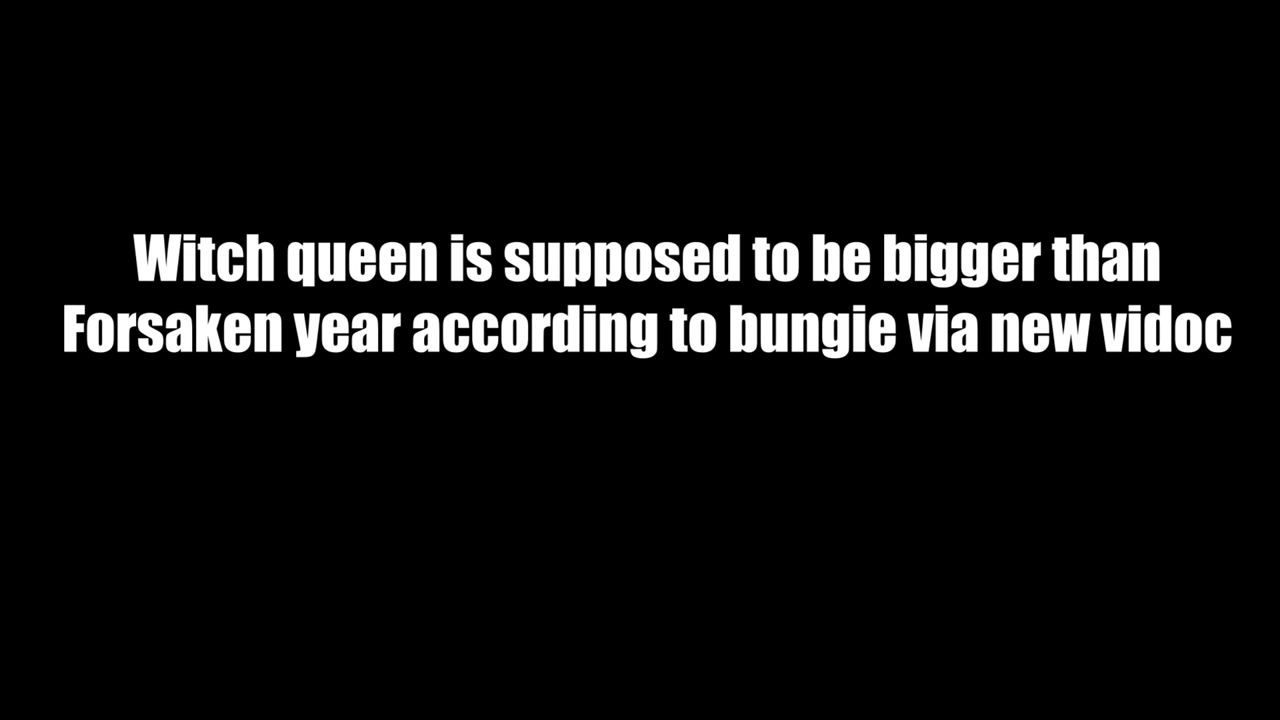 Witch queen is supposed to be bigger than
Forsaken year according to bungie via new vidoc